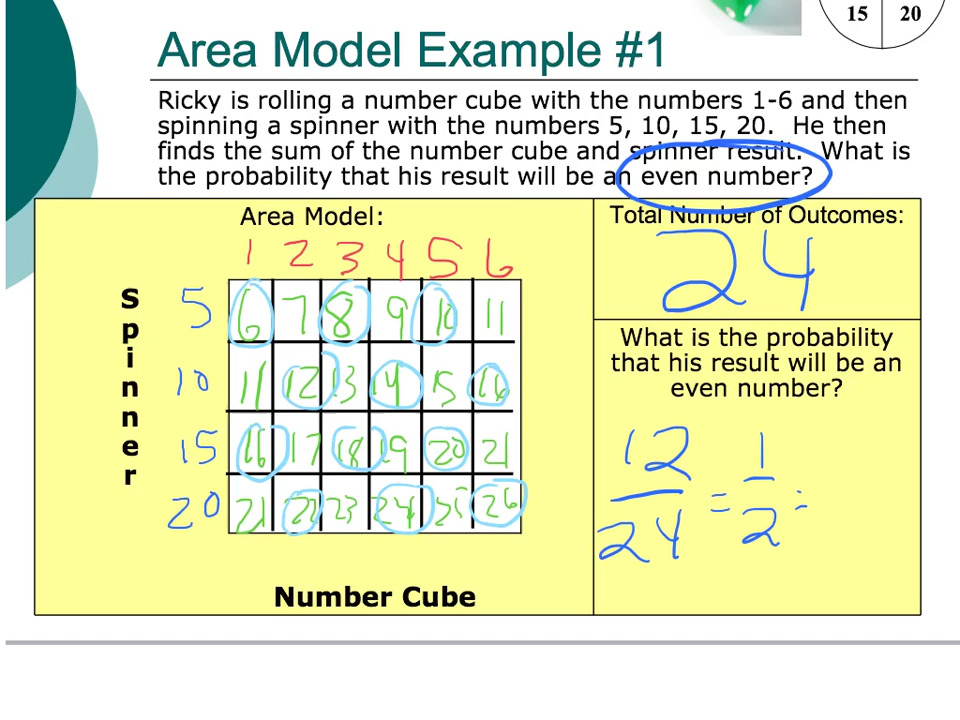 15 20
Area Model Example #1
Ricky is rolling a number cube with the numbers 1-6 and then
spinning a spinner with the numbers 5, 10, 15, 20. He then
finds the sum of the number cube and spinner result. What is
the probability that his result will be an even number?
Area Model:
1 2 3 4 5 6
Spinner
5 6 7 8 9 10 11
10 11 12 13 14 15 16
15 16 17 18 19 20 21
20 21 22 23 24 25 26
Number Cube
Total Number of Outcomes:
24
What is the probability
that his result will be an
even number?
12/24 = 1/2 =